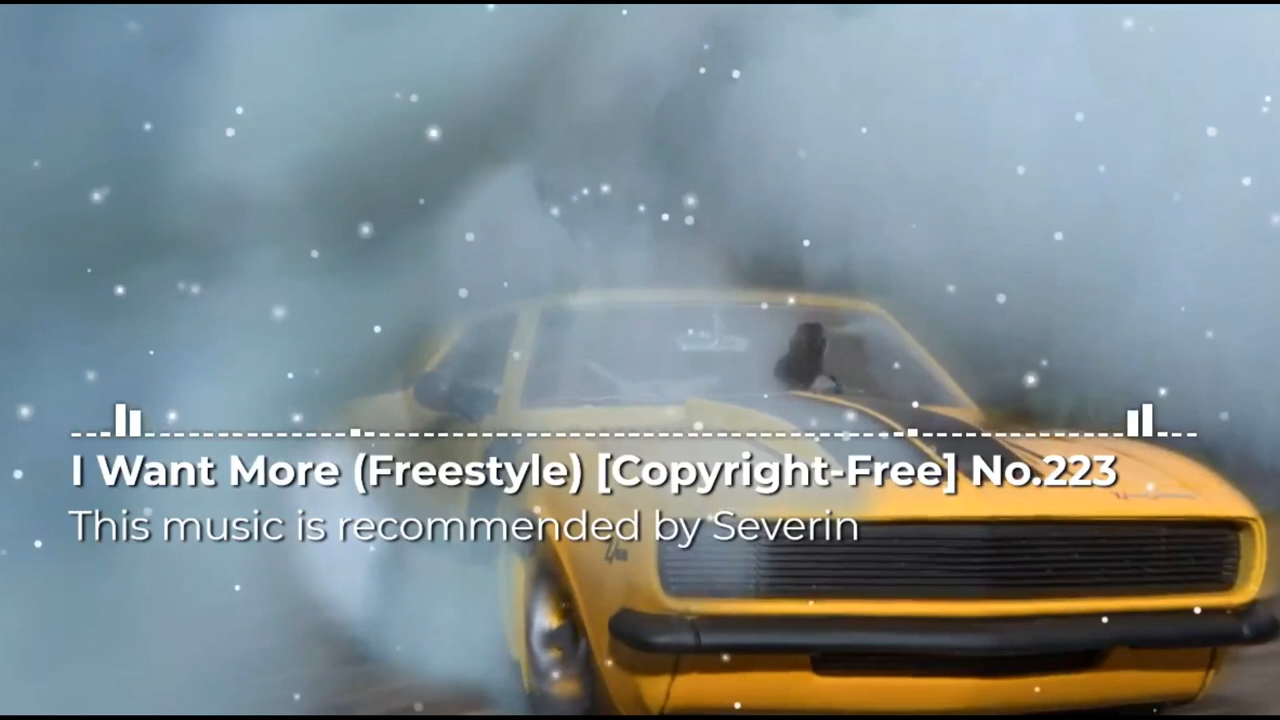 I Want More (Freestyle) [Copyright-Free] No.223
This music is recommended by Severin